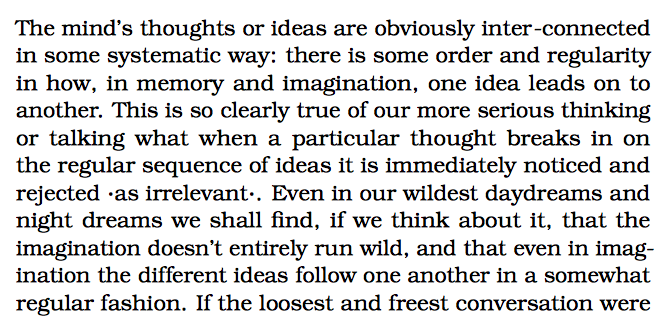 The mind's thoughts or ideas are obviously inter-connected
in some systematic way: there is some order and regularity
in how, in memory and imagination, one idea leads on to
another. This is so clearly true of our more serious thinking
or talking what when a particular thought breaks in on
the regular sequence of ideas it is immediately noticed and
rejected ·as irrelevant·. Even in our wildest daydreams and
night dreams we shall find, if we think about it, that the
imagination doesn't entirely run wild, and that even in imag-
ination the different ideas follow one another in a somewhat
regular fashion. If the loosest and freest conversation were